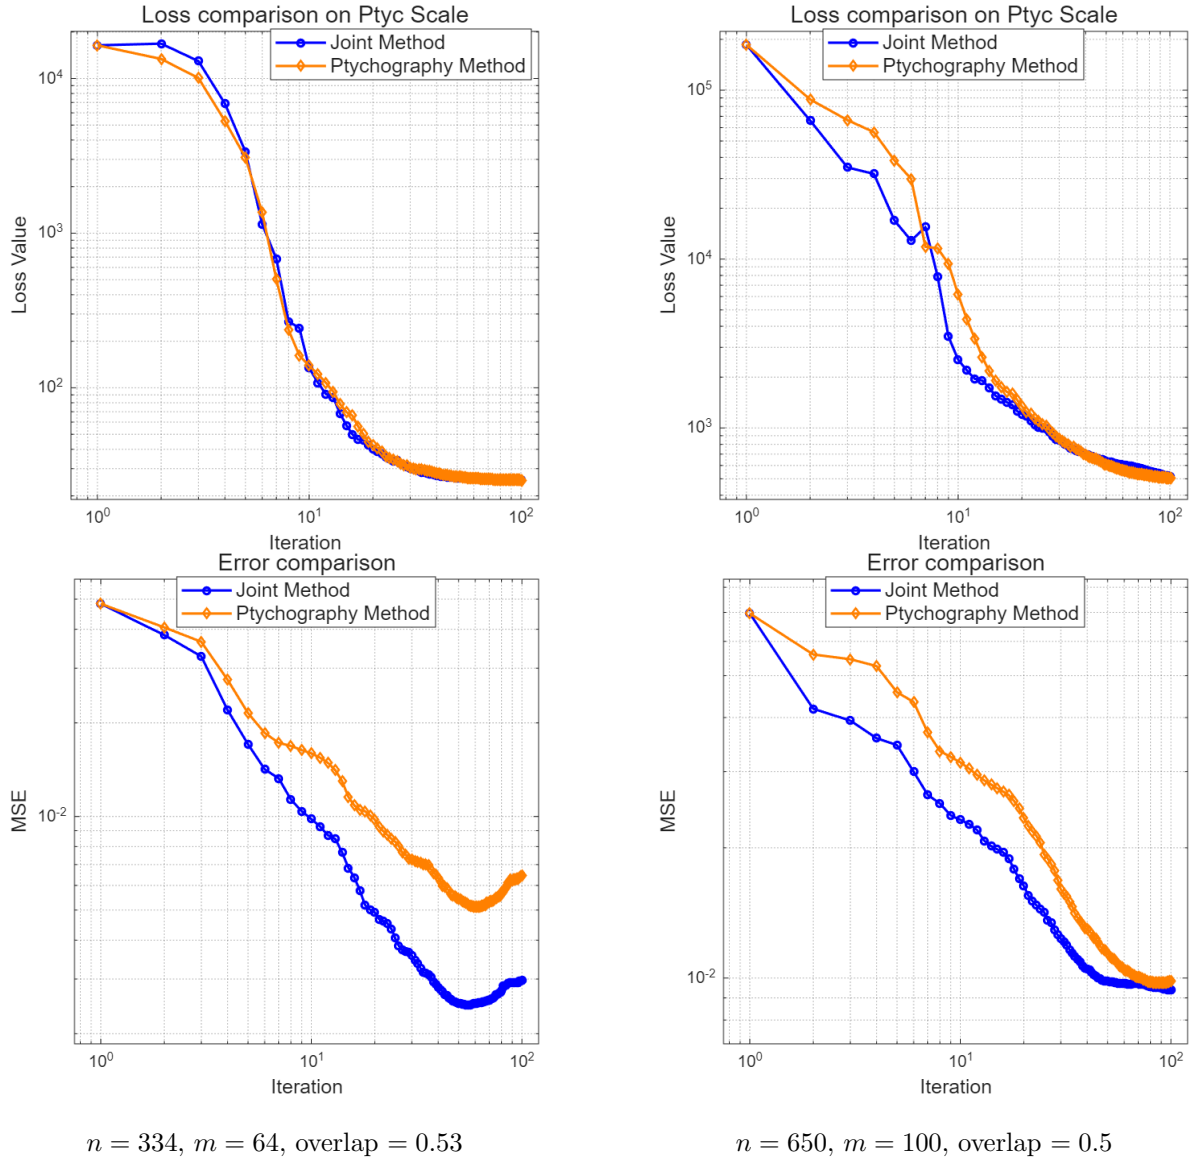 Loss comparison on Ptyc Scale
Joint Method
Ptychography Method
10^4
10^3
10^2
Loss Value
10^0
10^1
10^2
Iteration
Loss comparison on Ptyc Scale
Joint Method
Ptychography Method
10^5
10^4
10^3
Loss Value
10^0
10^1
10^2
Iteration
Error comparison
Joint Method
Ptychography Method
10^-2
MSE
10^0
10^1
10^2
Iteration
Error comparison
Joint Method
Ptychography Method
10^-2
MSE
10^0
10^1
10^2
Iteration
n = 334, m = 64, overlap = 0.53
n = 650, m = 100, overlap = 0.5